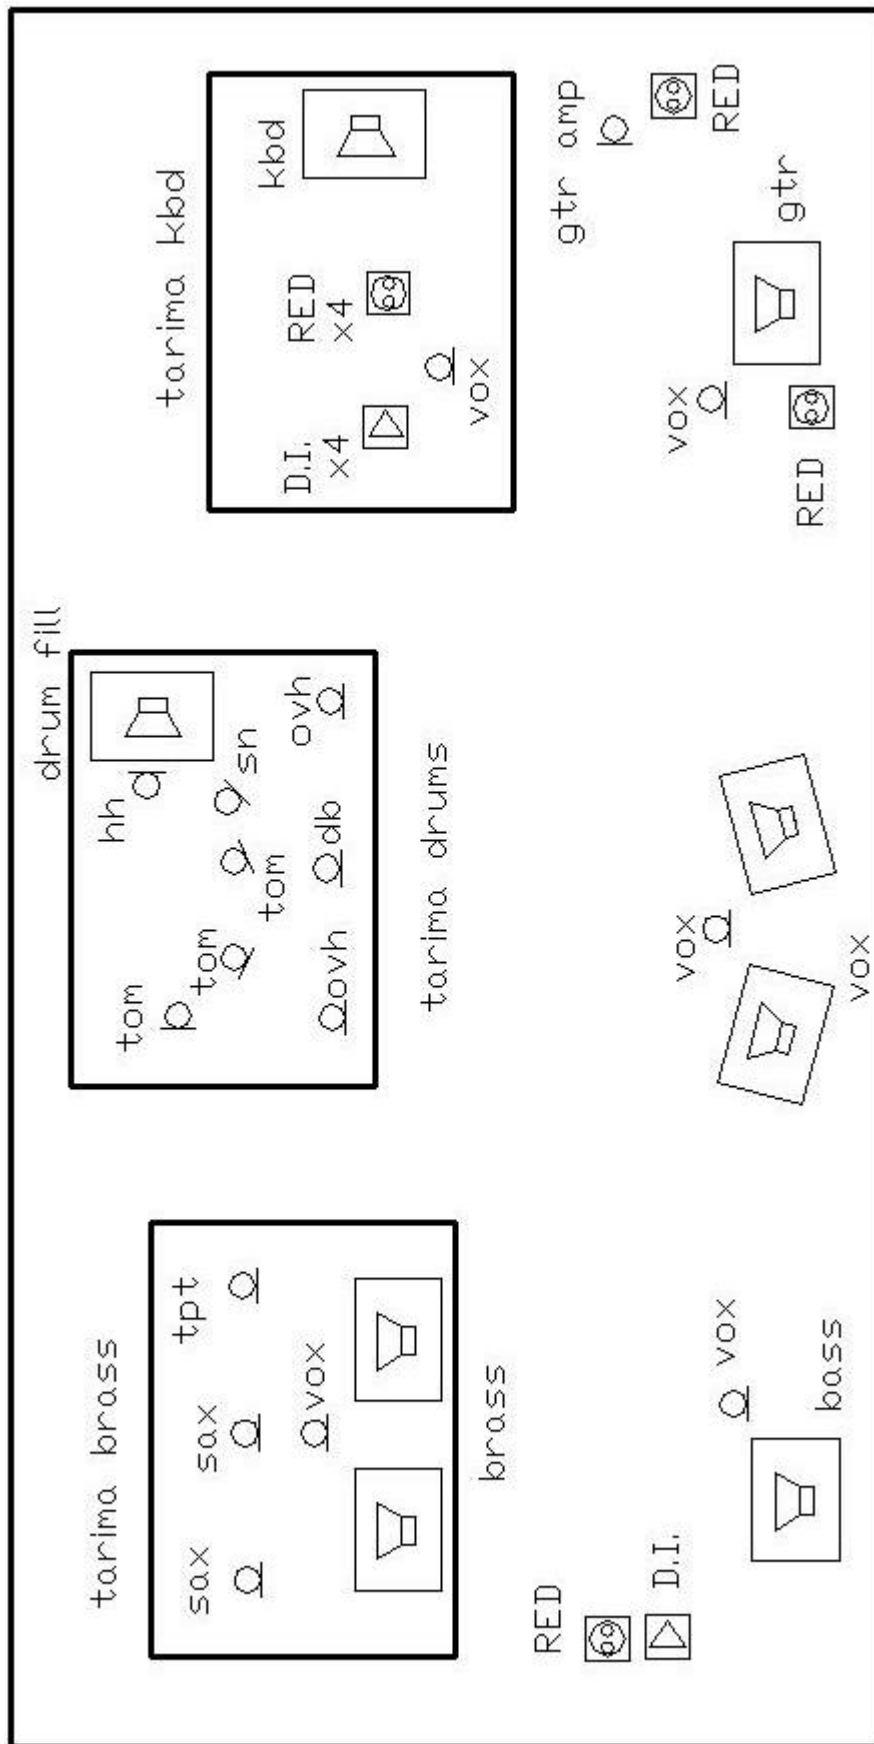 tarima brass
sax
sax
tpt
vox
brass
RED
D.I.
vox
bass
drum fill
tom
tom
tom
hh
sn
ovh
db
ovh
tarima drums
vox
vox
tarima kbd
D.I.
x4
RED
x4
kbd
vox
gtr amp
RED
vox
gtr
RED